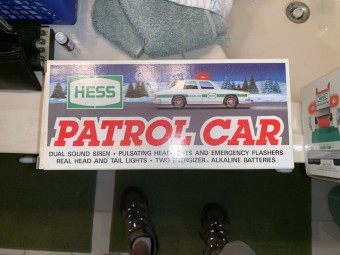 HESS
PATROL CAR
DUAL SOUND SIREN • PULSATING HEADLIGHTS AND EMERGENCY FLASHERS
REAL HEAD AND TAIL LIGHTS • TWO ENERGIZER® ALKALINE BATTERIES